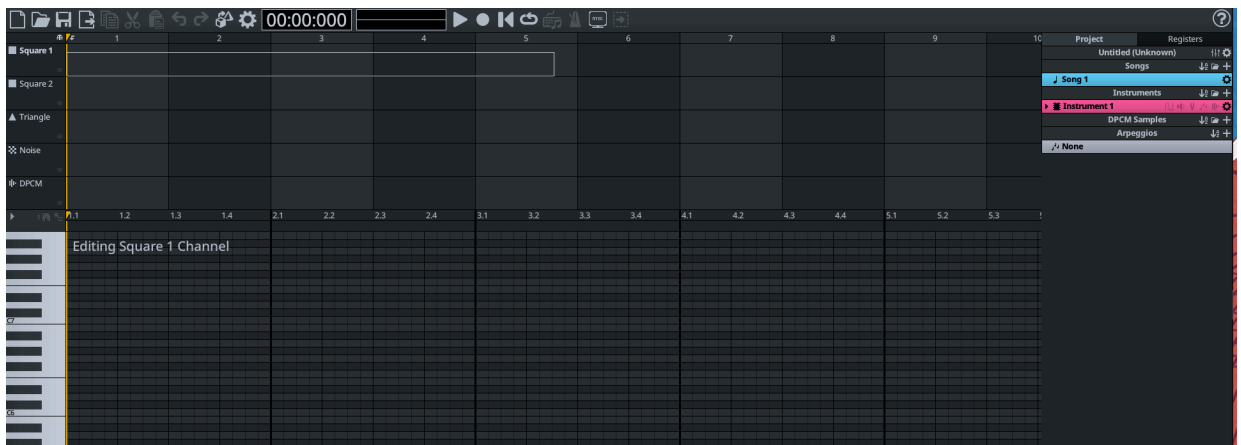 00:00:000
SYNC
1 2 3 4 5 6 7 8 9 10
Project Registers
Square 1
Square 2
Triangle
Noise
DPCM
Untitled (Unknown)
Songs
Song 1
Instruments
Instrument 1
DPCM Samples
Arpeggios
None
1.1 1.2 1.3 1.4 2.1 2.2 2.3 2.4 3.1 3.2 3.3 3.4 4.1 4.2 4.3 4.4 5.1 5.2 5.3
Editing Square 1 Channel
C7
C6